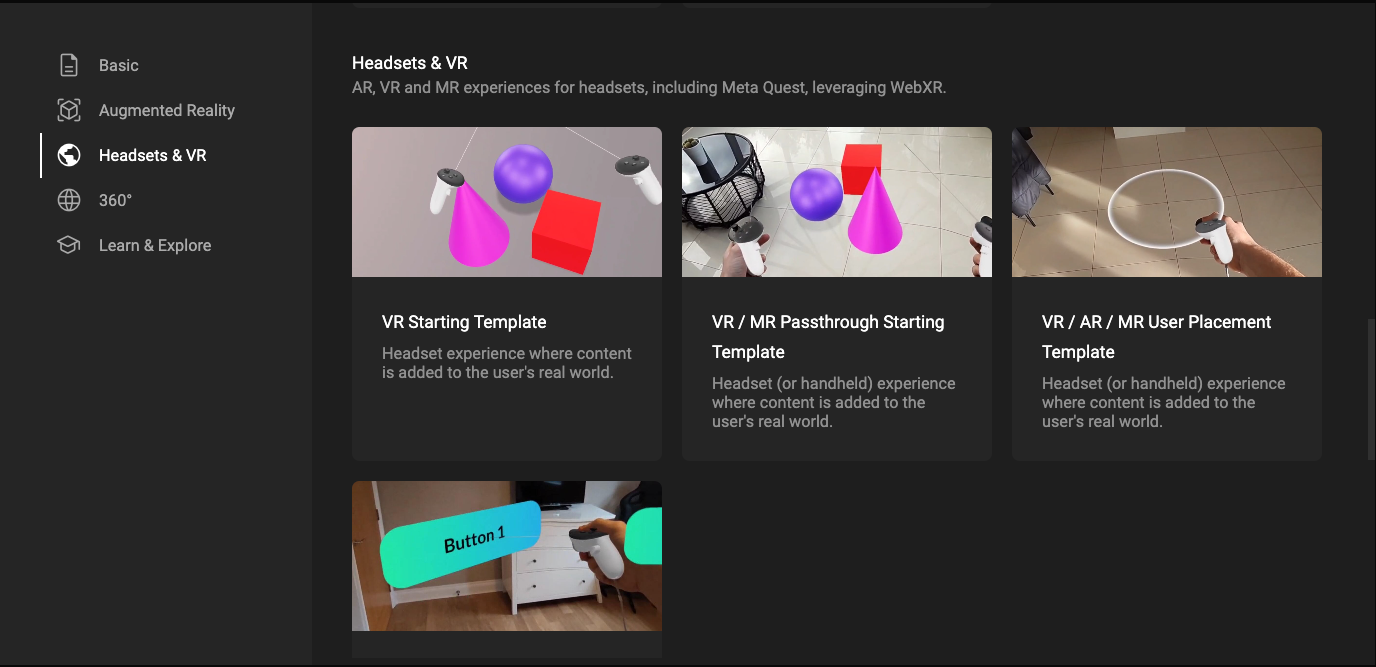 Basic
Augmented Reality
Headsets & VR
360°
Learn & Explore
Headsets & VR
AR, VR and MR experiences for headsets, including Meta Quest, leveraging WebXR.
VR Starting Template
Headset experience where content
is added to the user's real world.
VR / MR Passthrough Starting
Template
Headset (or handheld) experience
where content is added to the
user's real world.
VR / AR / MR User Placement
Template
Headset (or handheld) experience
where content is added to the
user's real world.
Button 1